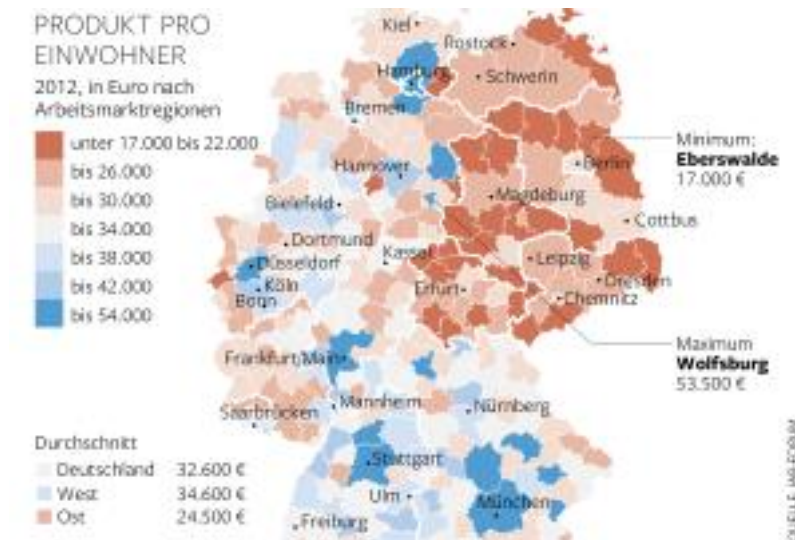 PRODUKT PRO
EINWOHNER
2012, in Euro nach
Arbeitsmarktregionen
unter 17.000 bis 22.000
bis 26.000
bis 30.000
bis 34.000
bis 38.000
bis 42.000
bis 54.000
Kiel
Rostock
Hamburg
Schwerin
Bremen
Minimum:
Eberswalde
17.000 €
Berlin
Hannover
Magdeburg
Bielefeld
Cottbus
Dortmund
Kassel
Leipzig
Düsseldorf
Köln
Bonn
Erfurt
Dresden
Chemnitz
Maximum
Wolfsburg
53.500 €
Frankfurt/Main
Mannheim
Nürnberg
Saarbrücken
Durchschnitt
Deutschland 32.600 €
West 34.600 €
Ost 24.500 €
Stuttgart
Ulm
München
Freiburg